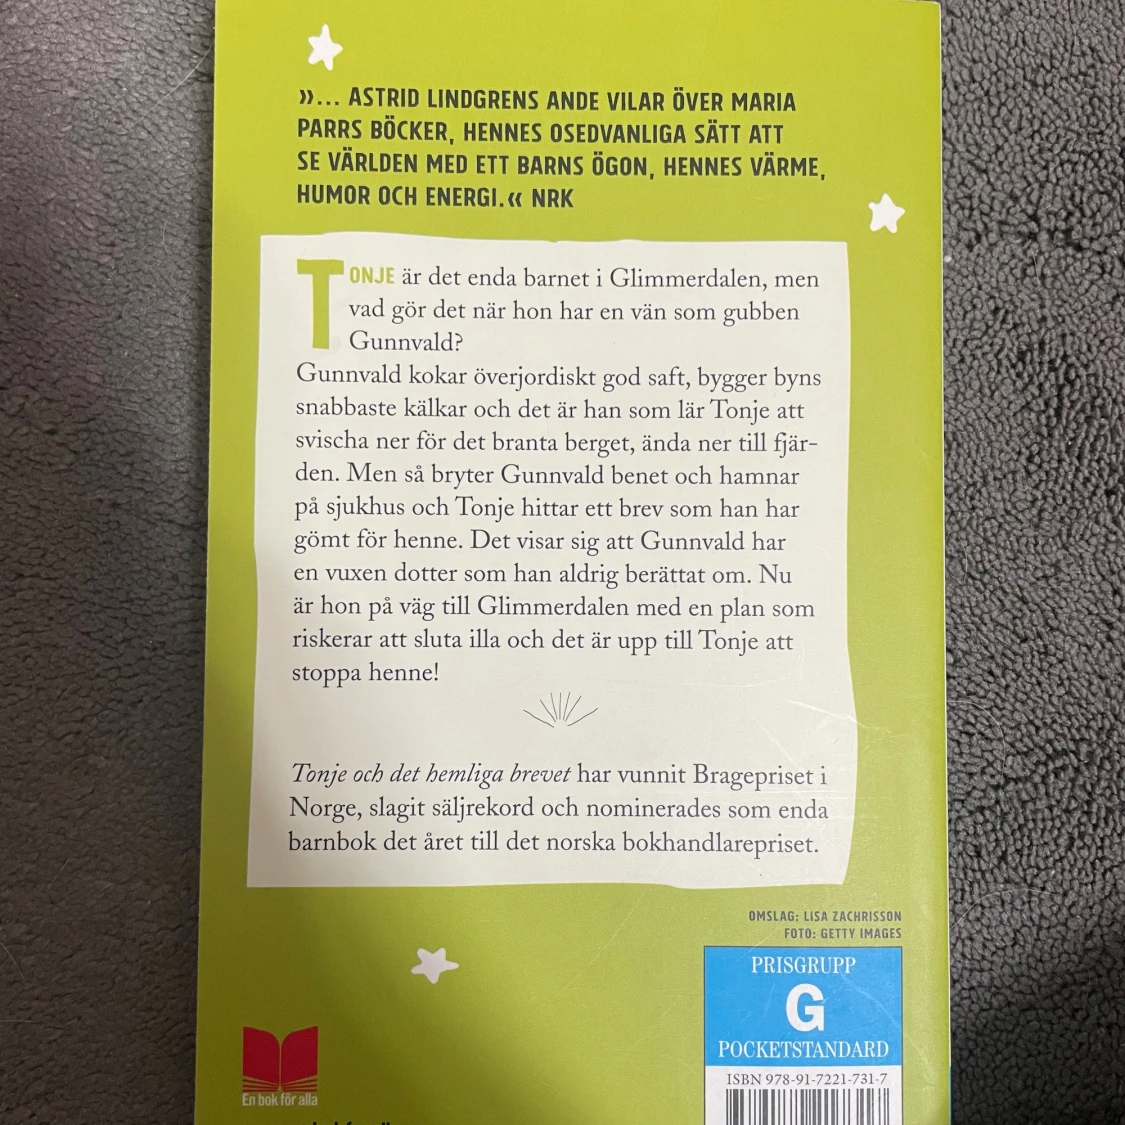 »... ASTRID LINDGRENS ANDE VILAR ÖVER MARIA
PARRS BÖCKER, HENNES OSEDVANLIGA SÄTT ATT
SE VÄRLDEN MED ETT BARNS ÖGON, HENNES VÄRME,
HUMOR OCH ENERGI.« NRK
TONJE är det enda barnet i Glimmerdalen, men
vad gör det när hon har en vän som gubben
Gunnvald?
Gunnvald kokar överjordiskt god saft, bygger byns
snabbaste kälkar och det är han som lär Tonje att
svischa ner för det branta berget, ända ner till fjär-
den. Men så bryter Gunnvald benet och hamnar
på sjukhus och Tonje hittar ett brev som han har
gömt för henne. Det visar sig att Gunnvald har
en vuxen dotter som han aldrig berättat om. Nu
är hon på väg till Glimmerdalen med en plan som
riskerar att sluta illa och det är upp till Tonje att
stoppa henne!
Tonje och det hemliga brevet har vunnit Bragepriset i
Norge, slagit säljrekord och nominerades som enda
barnbok det året till det norska bokhandlarepriset.
OMSLAG: LISA ZACHRISSON
FOTO: GETTY IMAGES
PRISGRUPP
G
POCKETSTANDARD
ISBN 978-91-7221-731-7
En bok för alla